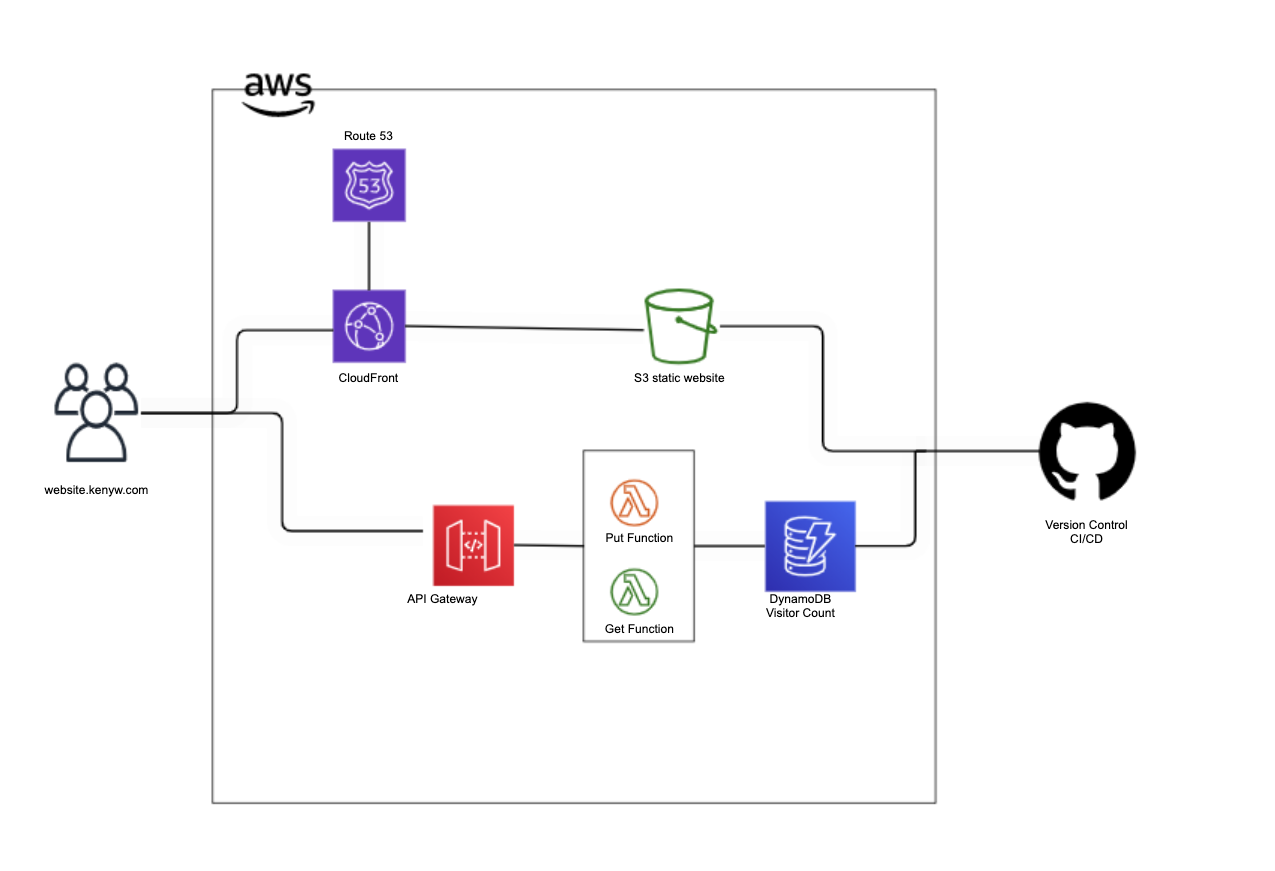 aws
Route 53
53
CloudFront
S3 static website
website.kenyw.com
Put Function
Version Control
CI/CD
</>
API Gateway
DynamoDB
Visitor Count
Get Function